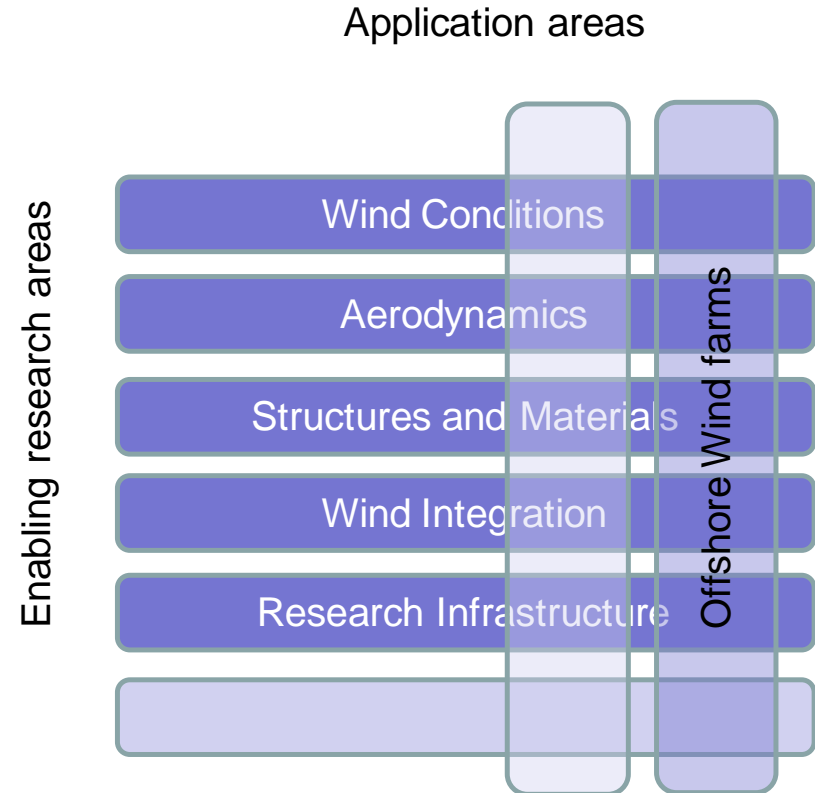 Application areas
Enabling research areas
Wind Conditions
Aerodynamics
Structures and Materials
Wind Integration
Research Infrastructure
Offshore Wind farms